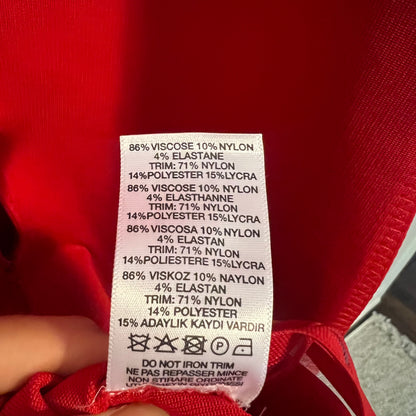 86% VISCOSE 10% NYLON
4% ELASTANE
TRIM: 71% NYLON
14%POLYESTER 15%LYCRA
86% VISCOSE 10% NYLON
4% ELASTHANNE
TRIM: 71% NYLON
14%POLYESTER 15%LYCRA
86% VISCOSA 10% NYLON
4% ELASTAN
TRIM: 71% NYLON
14% POLIESTERE 15%LYCRA
86% VISKOZ 10% NAYLON
4% ELASTAN
TRIM: 71% NYLON
14% POLYESTER
15% ADAYLIK KAYDI VARDIR
P
DO NOT IRON TRIM
NE PAS REPASSER MINCE
NON STIRARE ORDINATE